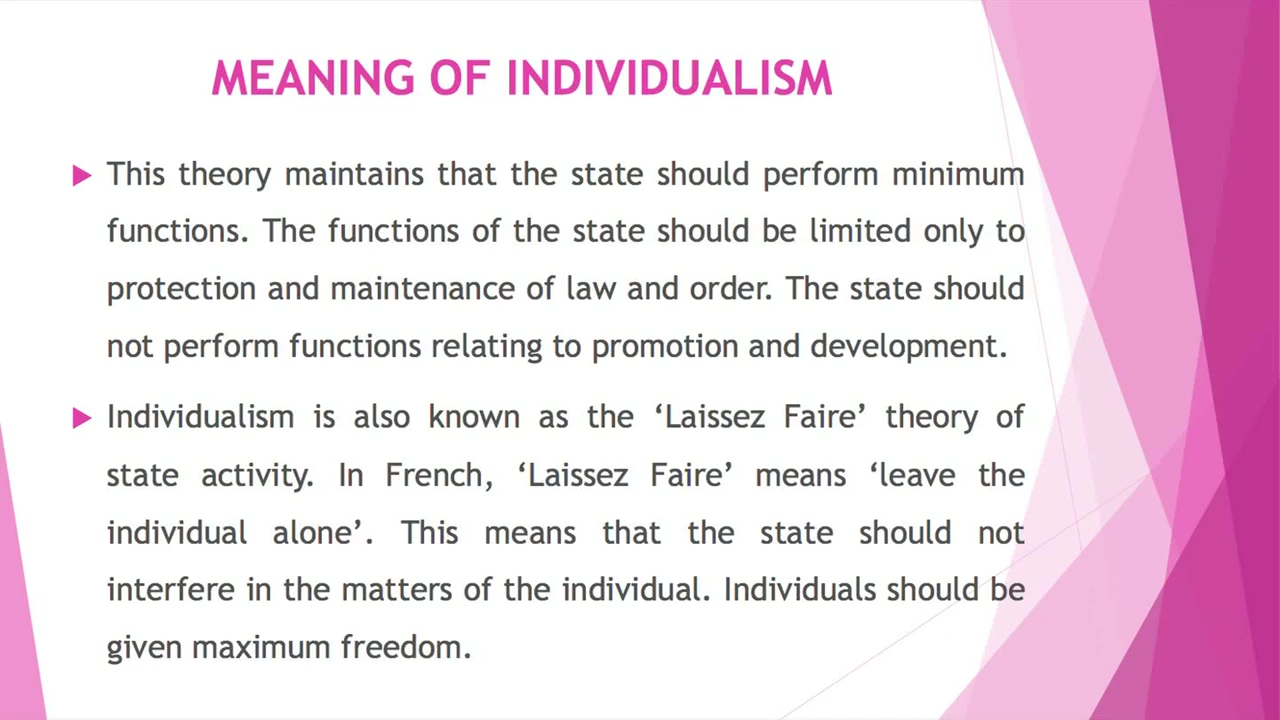 MEANING OF INDIVIDUALISM
This theory maintains that the state should perform minimum
functions. The functions of the state should be limited only to
protection and maintenance of law and order. The state should
not perform functions relating to promotion and development.
Individualism is also known as the ‘Laissez Faire’ theory of
state activity. In French, ‘Laissez Faire’ means ‘leave the
individual alone’. This means that the state should not
interfere in the matters of the individual. Individuals should be
given maximum freedom.